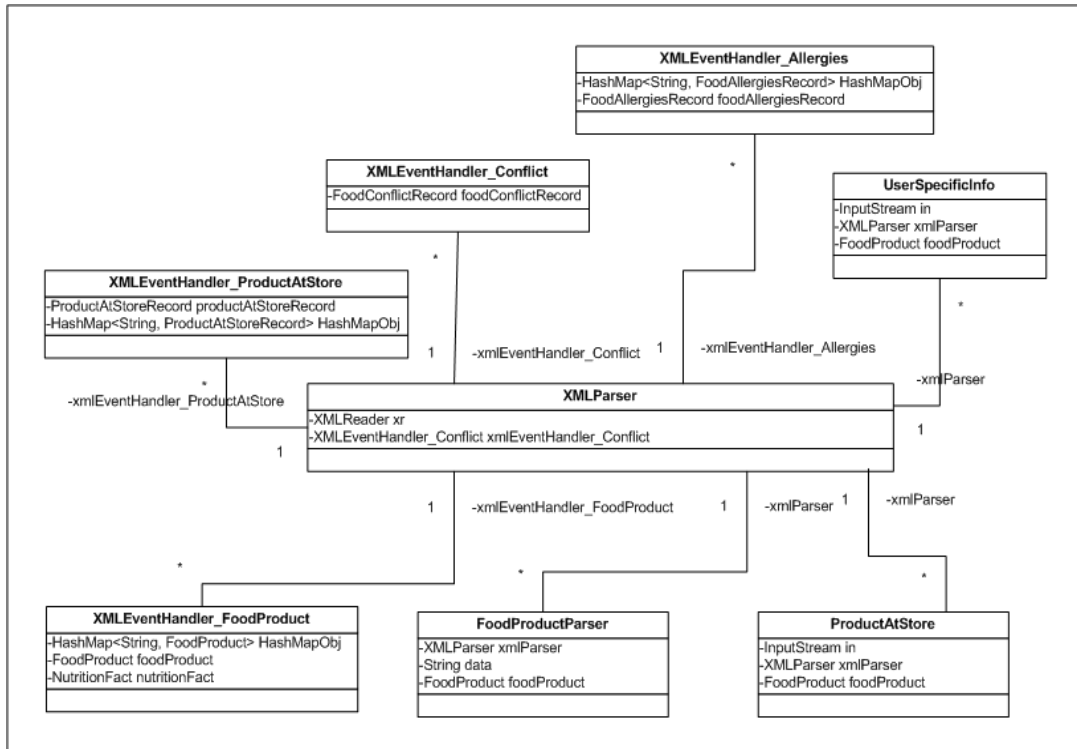 XMLEventHandler_Allergies
-HashMap<String, FoodAllergiesRecord> HashMapObj
-FoodAllergiesRecord foodAllergiesRecord
*
XMLEventHandler_Conflict
-FoodConflictRecord foodConflictRecord
*
UserSpecificInfo
-InputStream in
-XMLParser xmlParser
-FoodProduct foodProduct
*
XMLEventHandler_ProductAtStore
-ProductAtStoreRecord productAtStoreRecord
-HashMap<String, ProductAtStoreRecord> HashMapObj
*
-xmlEventHandler_ProductAtStore
1
1
-xmlEventHandler_Conflict
1
-xmlEventHandler_Allergies
-xmlParser
1
XMLParser
-XMLReader xr
-XMLEventHandler_Conflict xmlEventHandler_Conflict
1
-xmlEventHandler_FoodProduct
1
-xmlParser
1
-xmlParser
*
*
*
XMLEventHandler_FoodProduct
-HashMap<String, FoodProduct> HashMapObj
-FoodProduct foodProduct
-NutritionFact nutritionFact
FoodProductParser
-XMLParser xmlParser
-String data
-FoodProduct foodProduct
ProductAtStore
-InputStream in
-XMLParser xmlParser
-FoodProduct foodProduct